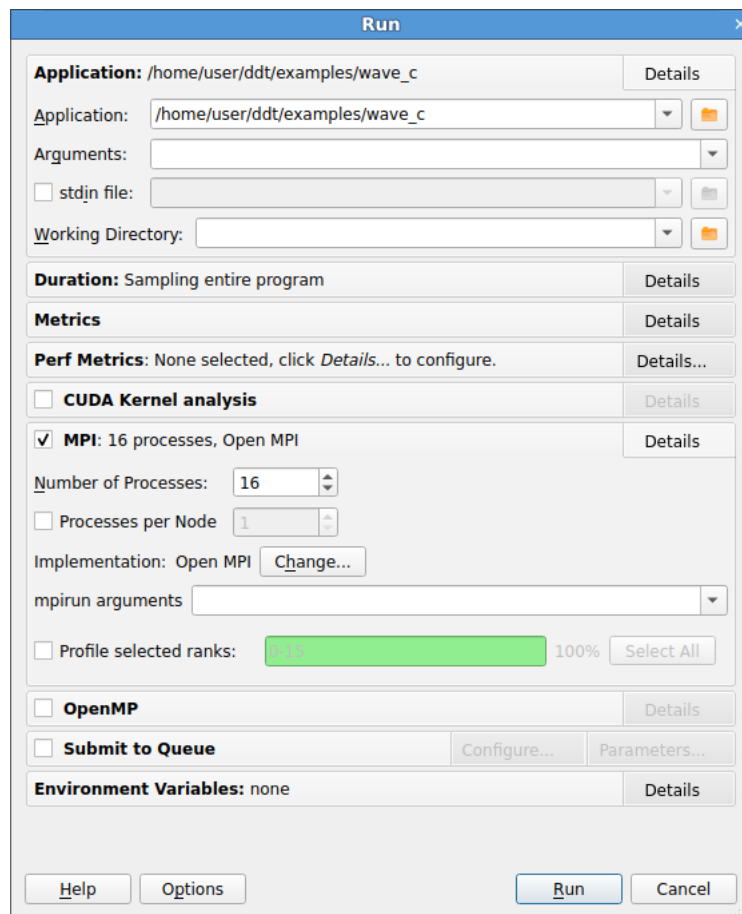 Run
Application: /home/user/ddt/examples/wave_c Details
Application: /home/user/ddt/examples/wave_c
Arguments:
stdin file:
Working Directory:
Duration: Sampling entire program Details
Metrics Details
Perf Metrics: None selected, click Details... to configure. Details...
CUDA Kernel analysis Details
MPI: 16 processes, Open MPI Details
Number of Processes: 16
Processes per Node 1
Implementation: Open MPI Change...
mpirun arguments
Profile selected ranks: 0-15 100% Select All
OpenMP Details
Submit to Queue Configure... Parameters...
Environment Variables: none Details
Help Options Run Cancel